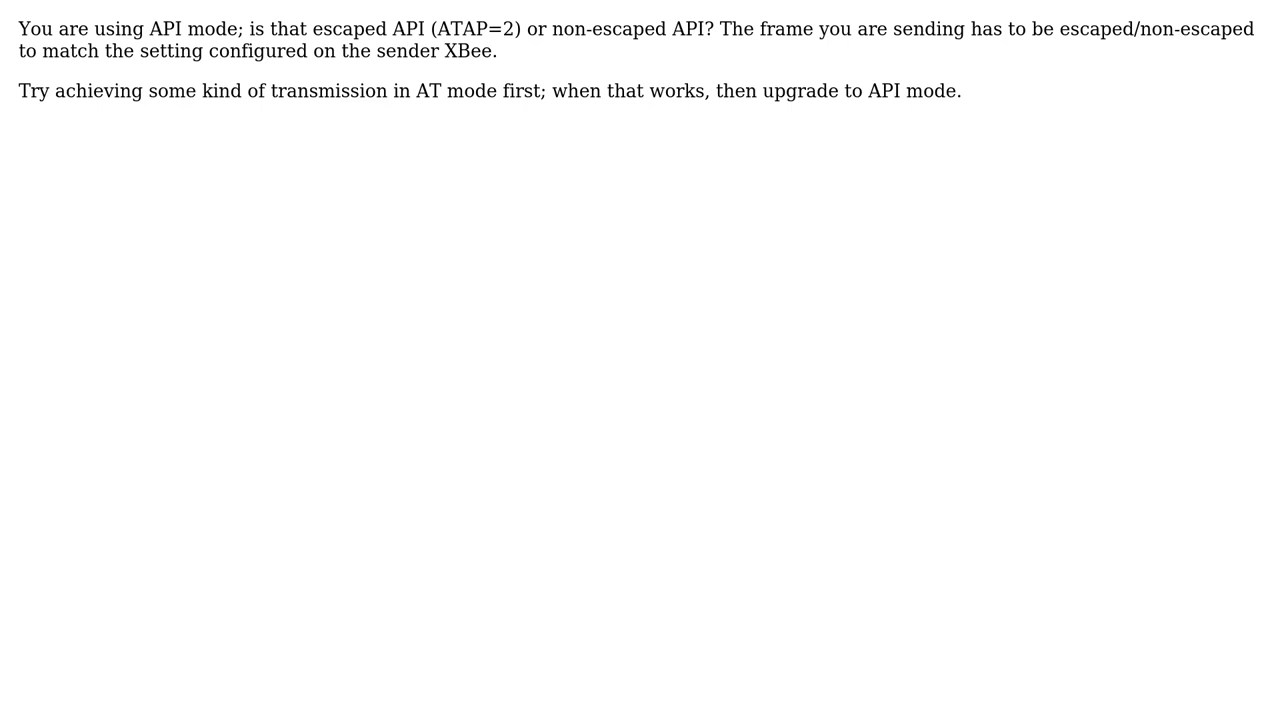 You are using API mode; is that escaped API (ATAP=2) or non-escaped API? The frame you are sending has to be escaped/non-escaped
to match the setting configured on the sender XBee.
Try achieving some kind of transmission in AT mode first; when that works, then upgrade to API mode.